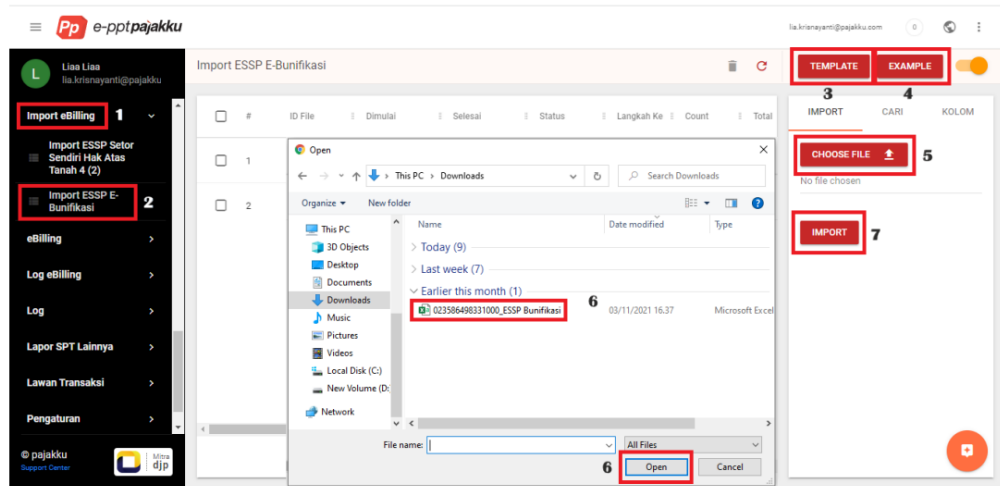 Pp e-pptpajakku
lia.krisnayanti@pajakku.com
0
L
Liaa Liaa
lia.krisnayanti@pajakku
Import ESSP E-Bunifikasi
TEMPLATE
EXAMPLE
3
4
Import eBilling
1
Import ESSP Setor
Sendiri Hak Atas
Tanah 4 (2)
Import ESSP E-
Bunifikasi
2
eBilling
Log eBilling
Log
Lapor SPT Lainnya
Lawan Transaksi
Pengaturan
© pajakku
Support Center
Mitra
djp
# ID File Dimulai Selesai Status Langkah Ke Count Total
1
2
Open
This PC > Downloads
Search Downloads
Organize
New folder
This PC
3D Objects
Desktop
Documents
Downloads
Music
Pictures
Videos
Local Disk (C:)
New Volume (D:
Network
Name Date modified Type
Today (9)
Last week (7)
Earlier this month (1)
6
023586498331000_ESSP Bunifikasi 03/11/2021 16.37 Microsoft Excel
File name:
All Files
6
Open
Cancel
IMPORT CARI KOLOM
CHOOSE FILE
5
No file chosen
IMPORT
7